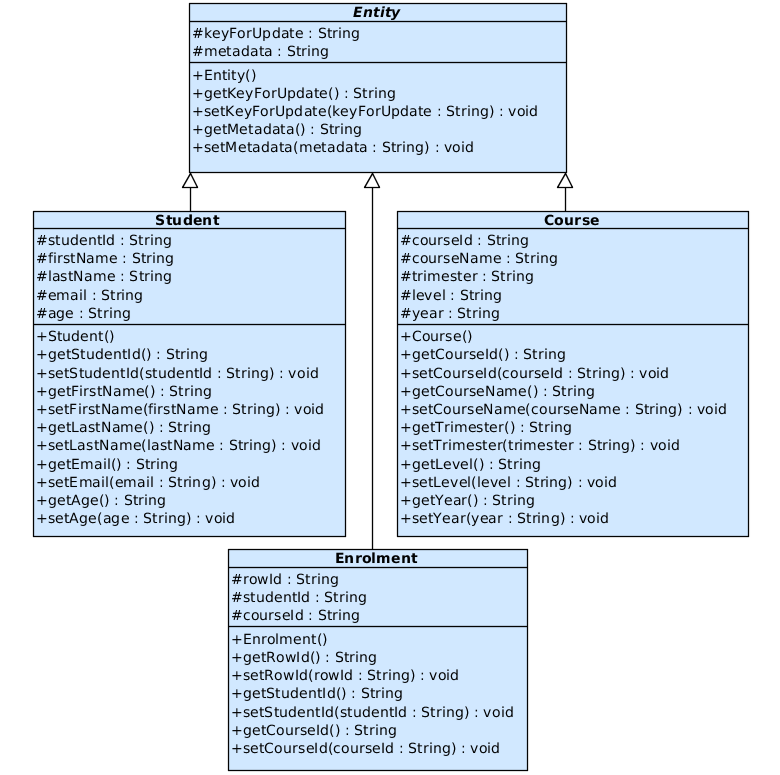 Entity
#keyForUpdate : String
#metadata : String
+Entity()
+getKeyForUpdate() : String
+setKeyForUpdate(keyForUpdate : String) : void
+getMetadata() : String
+setMetadata(metadata : String) : void
Student
#studentId : String
#firstName : String
#lastName : String
#email : String
#age : String
+Student()
+getStudentId() : String
+setStudentId(studentId : String) : void
+getFirstName() : String
+setFirstName(firstName : String) : void
+getLastName() : String
+setLastName(lastName : String) : void
+getEmail() : String
+setEmail(email : String) : void
+getAge() : String
+setAge(age : String) : void
Course
#courseId : String
#courseName : String
#trimester : String
#level : String
#year : String
+Course()
+getCourseId() : String
+setCourseId(courseId : String) : void
+getCourseName() : String
+setCourseName(courseName : String) : void
+getTrimester() : String
+setTrimester(trimester : String) : void
+getLevel() : String
+setLevel(level : String) : void
+getYear() : String
+setYear(year : String) : void
Enrolment
#rowId : String
#studentId : String
#courseId : String
+Enrolment()
+getRowId() : String
+setRowId(rowId : String) : void
+getStudentId() : String
+setStudentId(studentId : String) : void
+getCourseId() : String
+setCourseId(courseId : String) : void